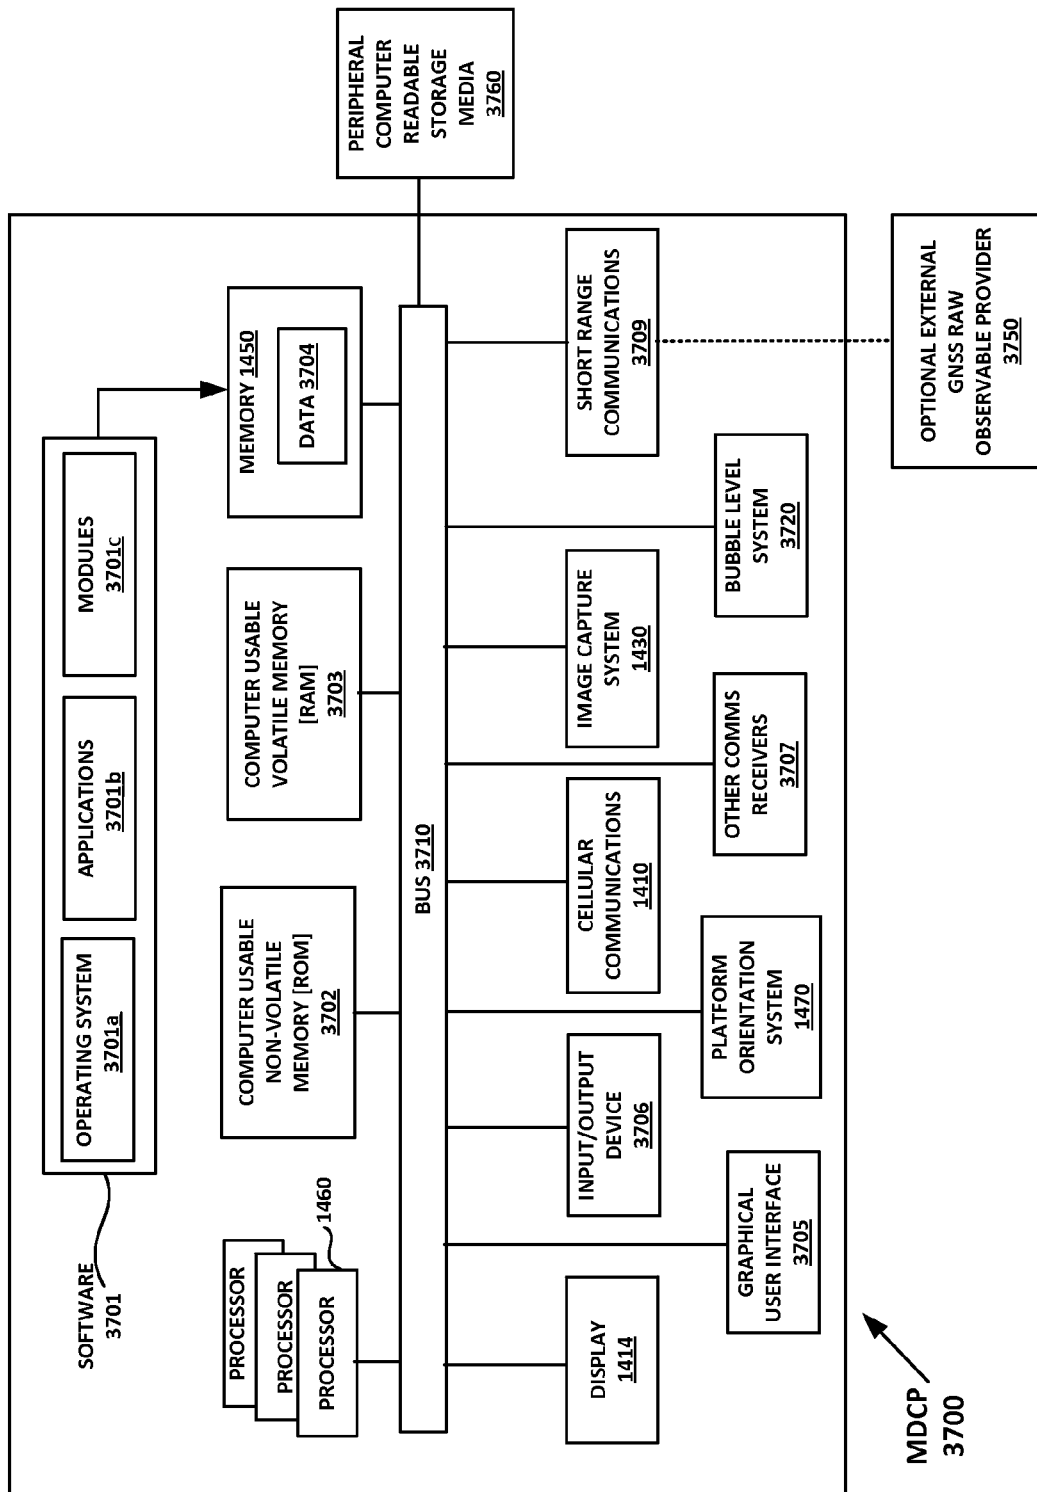 SOFTWARE
3701
OPERATING SYSTEM
3701a
APPLICATIONS
3701b
MODULES
3701c
PROCESSOR
PROCESSOR
PROCESSOR
1460
COMPUTER USABLE
NON-VOLATILE
MEMORY [ROM]
3702
COMPUTER USABLE
VOLATILE MEMORY
[RAM]
3703
MEMORY 1450
DATA 3704
BUS 3710
PERIPHERAL
COMPUTER
READABLE
STORAGE
MEDIA
3760
DISPLAY
1414
INPUT/OUTPUT
DEVICE
3706
CELLULAR
COMMUNICATIONS
1410
IMAGE CAPTURE
SYSTEM
1430
SHORT RANGE
COMMUNICATIONS
3709
GRAPHICAL
USER INTERFACE
3705
PLATFORM
ORIENTATION
SYSTEM
1470
OTHER COMMS
RECEIVERS
3707
BUBBLE LEVEL
SYSTEM
3720
MDCP
3700
OPTIONAL EXTERNAL
GNSS RAW
OBSERVABLE PROVIDER
3750